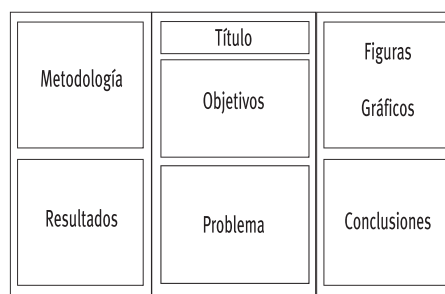 Metodología
Resultados
Título
Objetivos
Problema
Figuras
Gráficos
Conclusiones